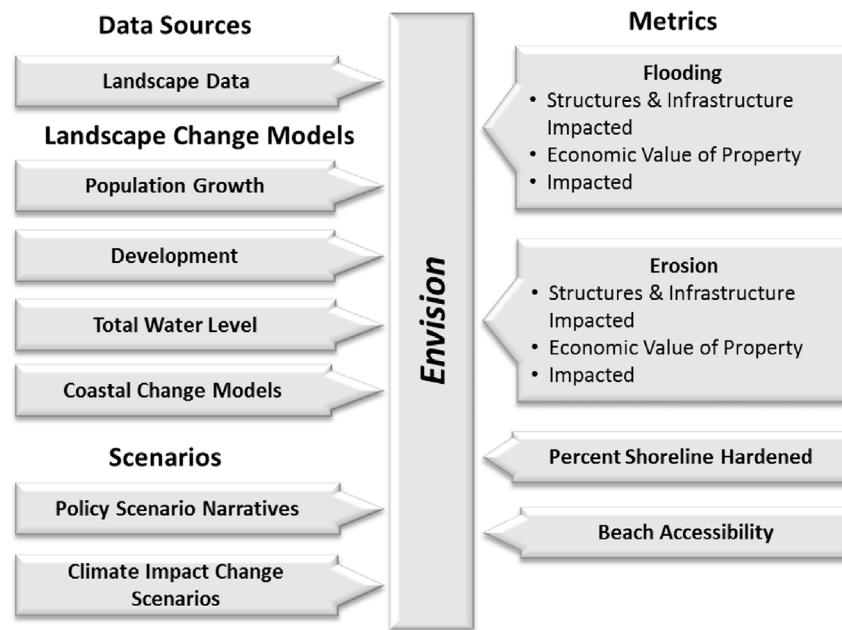 Data Sources
Landscape Data
Landscape Change Models
Population Growth
Development
Total Water Level
Coastal Change Models
Scenarios
Policy Scenario Narratives
Climate Impact Change
Scenarios
Envision
Metrics
Flooding
• Structures & Infrastructure
Impacted
• Economic Value of Property
• Impacted
Erosion
• Structures & Infrastructure
Impacted
• Economic Value of Property
• Impacted
Percent Shoreline Hardened
Beach Accessibility